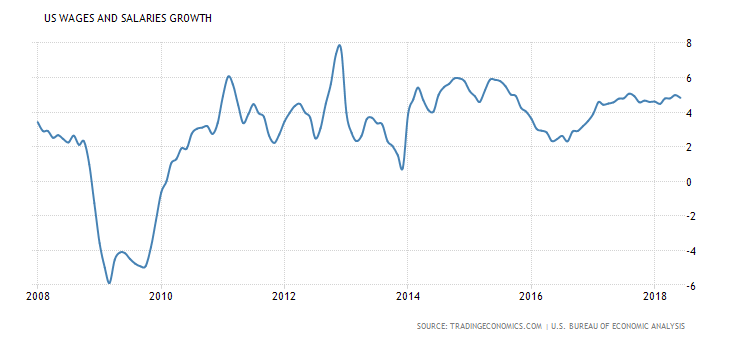 US WAGES AND SALARIES GROWTH
8
6
4
2
0
-2
-4
-6
2008 2010 2012 2014 2016 2018
SOURCE: TRADINGECONOMICS.COM | U.S. BUREAU OF ECONOMIC ANALYSIS